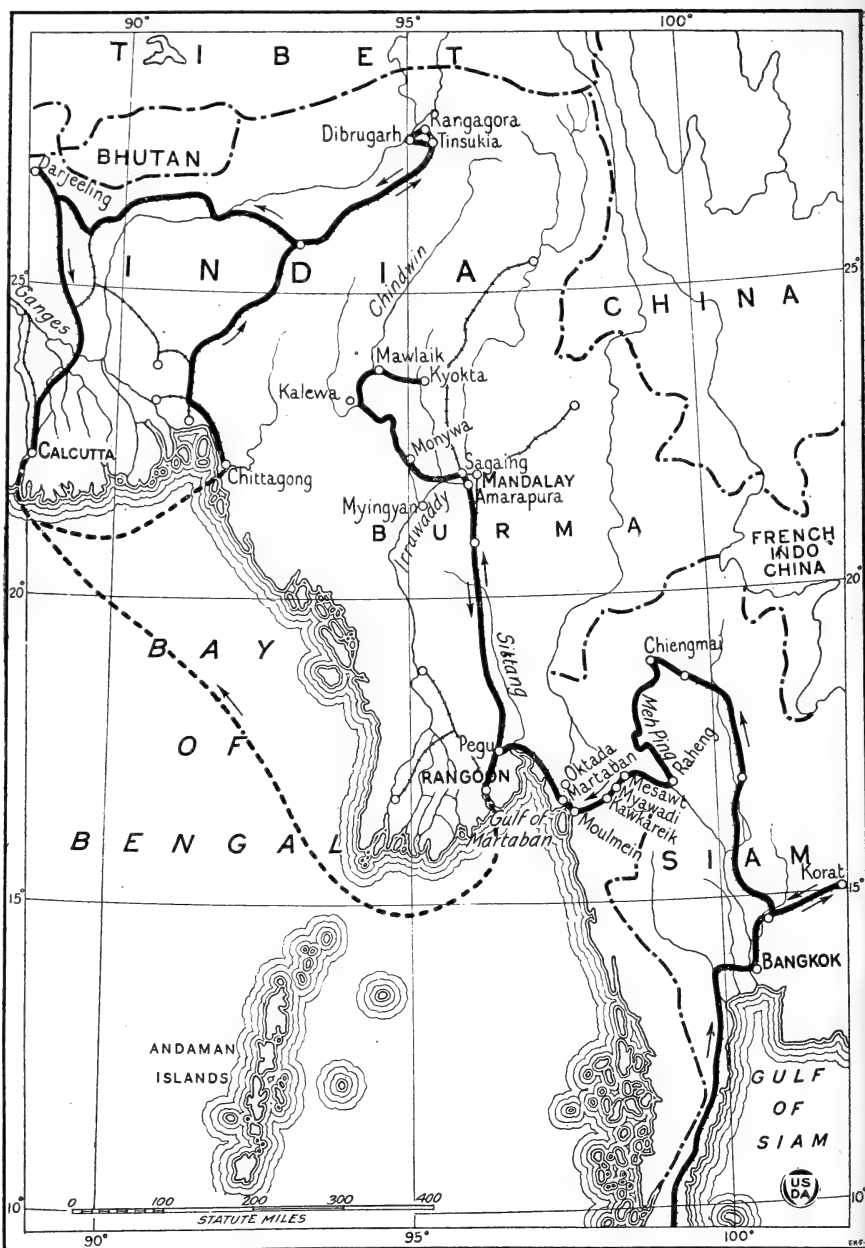 90° 95° 100°
T I B E T
Rangagora
Dibrugarh
Tinsukia
BHUTAN
Darjeeling
I N D I A
25° 25°
Chindwin
C H I N A
Ganges
Mawlaik
Kyokta
Kalewa
Monywa
Sagaing
CALCUTTA
MANDALAY
Chittagong
Amarapura
Myingyan
Irrawaddy
B U R M A
FRENCH
INDO
CHINA
20° 20°
B A Y
Sittang
Chiengmai
Meh Ping
O F
Pegu
Oktada
Raheng
RANGOON
Martaban
Mesawt
Myawadi
Kawkareik
Gulf of
Martaban
Moulmein
B E N G A L
S I A M
Korat
15° 15°
BANGKOK
ANDAMAN
ISLANDS
GULF
OF
SIAM
US
DA
10° 10°
0 100 200 300 400
STATUTE MILES
90° 95° 100°